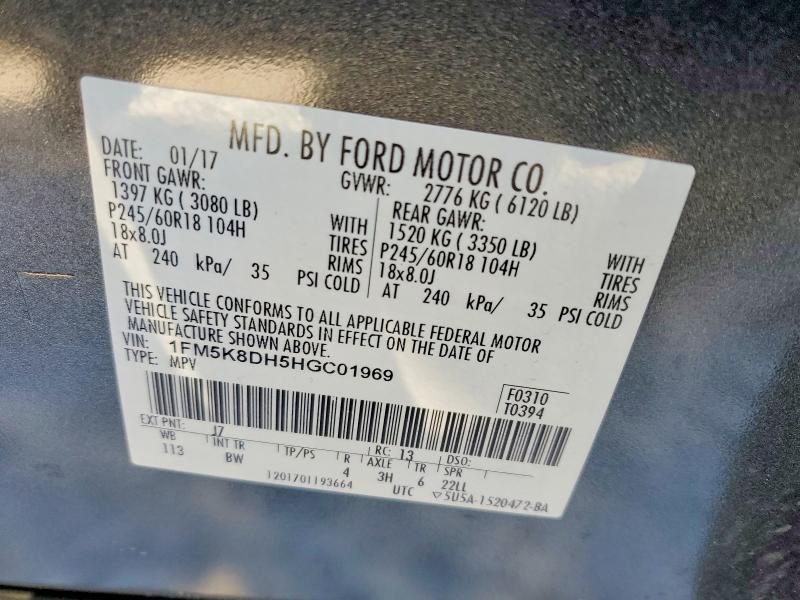 MFD. BY FORD MOTOR CO.
DATE: 01/17 GVWR: 2776 KG ( 6120 LB)
FRONT GAWR: REAR GAWR:
1397 KG ( 3080 LB) WITH 1520 KG ( 3350 LB) WITH
P245/60R18 104H TIRES P245/60R18 104H TIRES
18x8.0J RIMS 18x8.0J RIMS
AT 240 kPa/ 35 PSI COLD AT 240 kPa/ 35 PSI COLD
THIS VEHICLE CONFORMS TO ALL APPLICABLE FEDERAL MOTOR
VEHICLE SAFETY STANDARDS IN EFFECT ON THE DATE OF
MANUFACTURE SHOWN ABOVE.
VIN: 1FM5K8DH5HGC01969
TYPE: MPV
F0310
T0394
EXT PNT: J7 RC: 13 DSO:
WB INT TR TP/PS R AXLE TR SPR
113 BW 4 3H 6 22LL
1201701193664 UTC ▽5U5A-1520472-BA